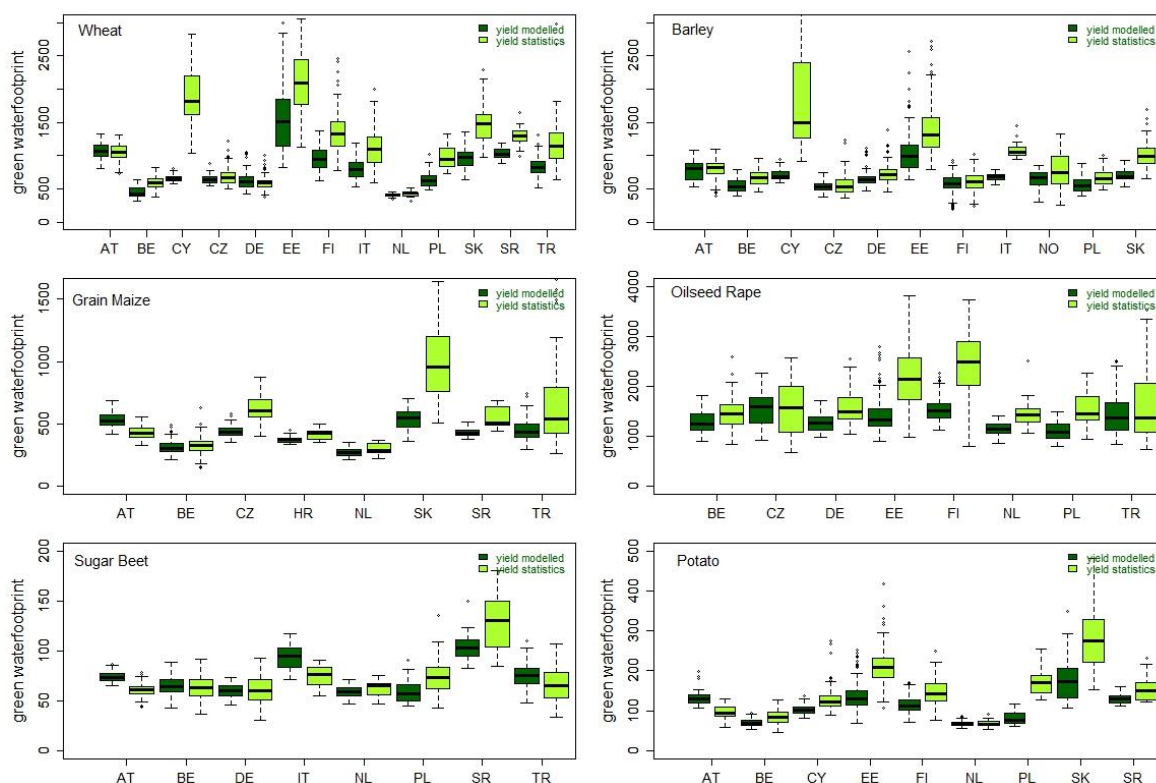 Wheat
yield modelled
yield statistics
green waterfootprint
2500
1500
500
0
AT BE CY CZ DE EE FI IT NL PL SK SR TR
Barley
yield modelled
yield statistics
green waterfootprint
2500
1500
500
0
AT BE CY CZ DE EE FI IT NO PL SK
Grain Maize
yield modelled
yield statistics
green waterfootprint
1500
1000
500
0
AT BE CZ HR NL SK SR TR
Oilseed Rape
yield modelled
yield statistics
green waterfootprint
4000
3000
2000
1000
0
BE CZ DE EE FI NL PL TR
Sugar Beet
yield modelled
yield statistics
green waterfootprint
200
150
100
50
0
AT BE DE IT NL PL SR TR
Potato
yield modelled
yield statistics
green waterfootprint
500
400
300
200
100
0
AT BE CY EE FI NL PL SK SR